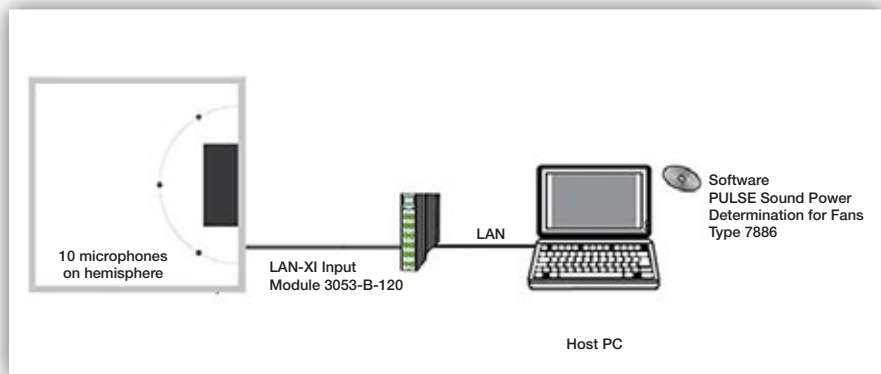 10 microphones
on hemisphere
LAN-XI Input
Module 3053-B-120
LAN
Software
PULSE Sound Power
Determination for Fans
Type 7886
Host PC